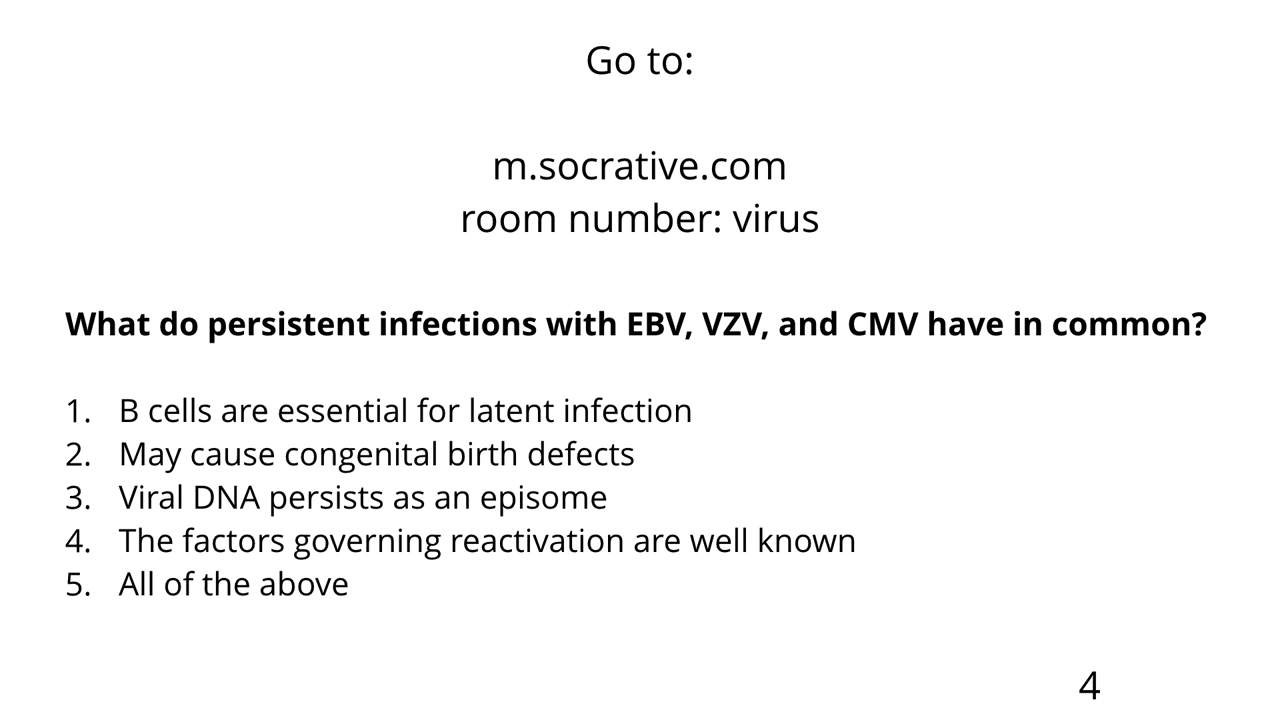 Go to:
m.socrative.com
room number: virus
What do persistent infections with EBV, VZV, and CMV have in common?
1. B cells are essential for latent infection
2. May cause congenital birth defects
3. Viral DNA persists as an episome
4. The factors governing reactivation are well known
5. All of the above
4